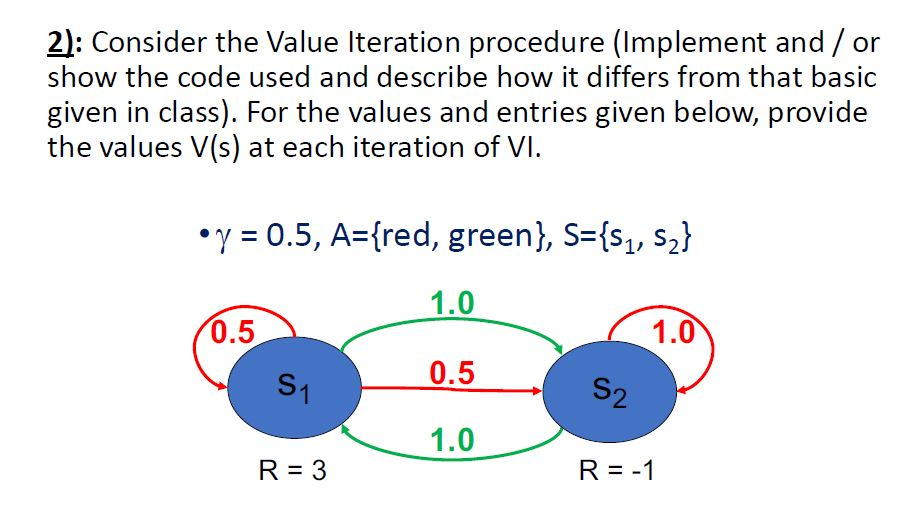 2): Consider the Value Iteration procedure (Implement and / or
show the code used and describe how it differs from that basic
given in class). For the values and entries given below, provide
the values V(s) at each iteration of VI.
•γ = 0.5, A={red, green}, S={s₁, s₂}
1.0
0.5
1.0
0.5
S₁
S₂
1.0
R = 3
R = -1